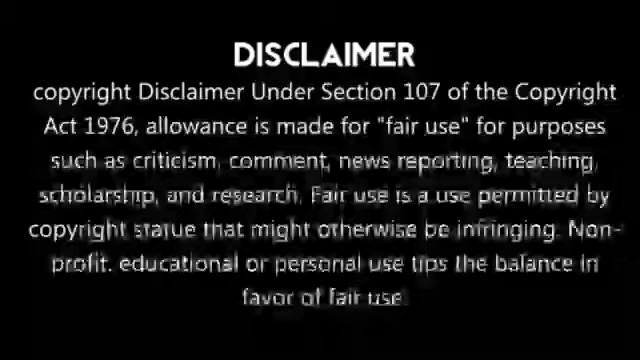 DISCLAIMER
copyright Disclaimer Under Section 107 of the Copyright
Act 1976, allowance is made for "fair use" for purposes
such as criticism, comment, news reporting, teaching,
scholarship, and research. Fair use is a use permitted by
copyright statue that might otherwise be infringing. Non-
profit. educational or personal use tips the balance in
favor of fair use.